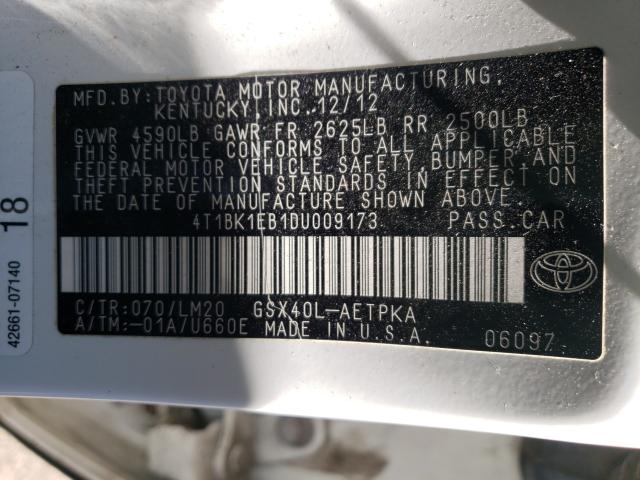 MFD. BY: TOYOTA MOTOR MANUFACTURING,
KENTUCKY, INC. 12/12
GVWR 4590LB GAWR FR 2625LB RR 2500LB
THIS VEHICLE CONFORMS TO ALL APPLICABLE
FEDERAL MOTOR VEHICLE SAFETY, BUMPER, AND
THEFT PREVENTION STANDARDS IN EFFECT ON
THE DATE OF MANUFACTURE SHOWN ABOVE.
4T1BK1EB1DU009173 PASS. CAR
C/TR: 070/LM20 GSX40L-AETPKA
A/TM: -01A/U660E MADE IN U.S.A. 06097
42661-07140 18